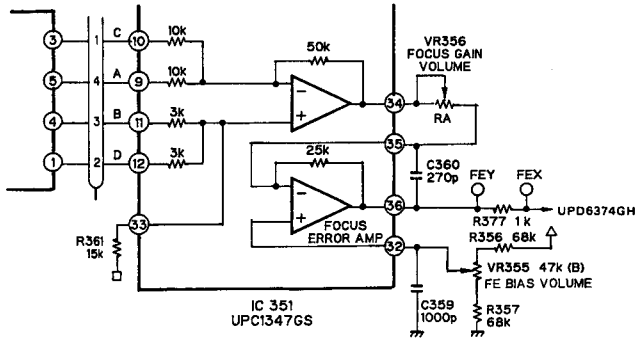 3 1 C 10 10k
5 4 A 9 10k
4 3 B 11 3k
1 2 D 12 3k
33
R361
15k
50k
−
+
34
VR356
FOCUS GAIN
VOLUME
RA
35
25k
−
+
FOCUS
ERROR AMP
36
32
C360
270p
FEY
FEX
R377 1k
UPD6374GH
R356 68k
VR355 47k (B)
FE BIAS VOLUME
R357
68k
C359
1000p
IC 351
UPC1347GS